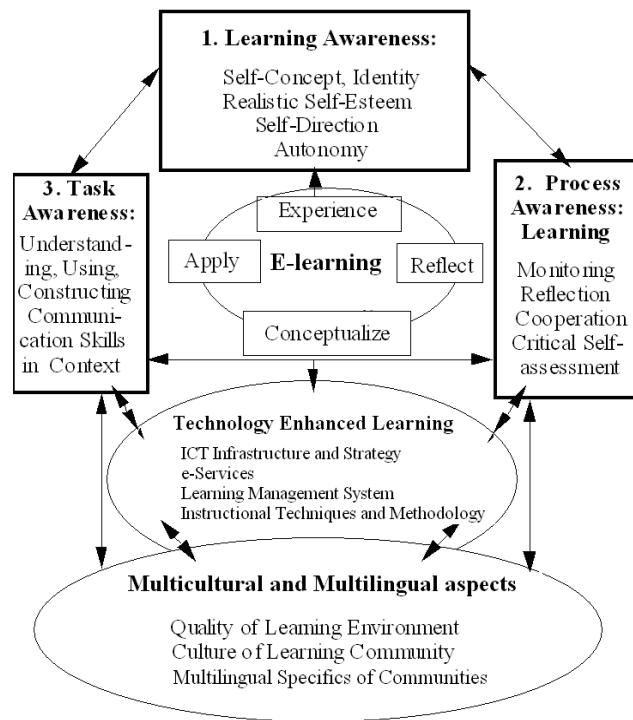 1. Learning Awareness:
Self-Concept, Identity
Realistic Self-Esteem
Self-Direction
Autonomy
3. Task
Awareness:
Understand-
ing, Using,
Constructing
Communi-
cation Skills
in Context
Experience
Apply
E-learning
Reflect
Conceptualize
2. Process
Awareness:
Learning
Monitoring
Reflection
Cooperation
Critical Self-
assessment
Technology Enhanced Learning
ICT Infrastructure and Strategy
e-Services
Learning Management System
Instructional Techniques and Methodology
Multicultural and Multilingual aspects
Quality of Learning Environment
Culture of Learning Community
Multilingual Specifics of Communities